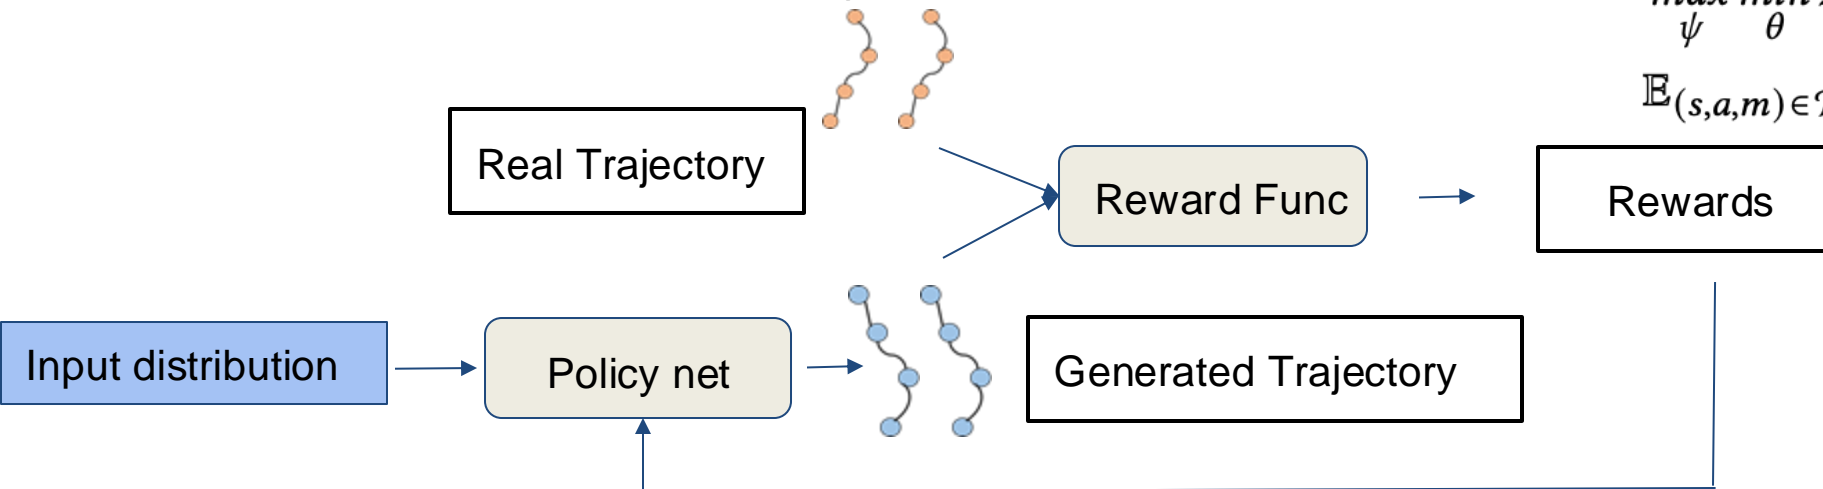 ψ θ
𝔼(s,a,m)∈
Real Trajectory
Reward Func
Rewards
Input distribution
Policy net
Generated Trajectory